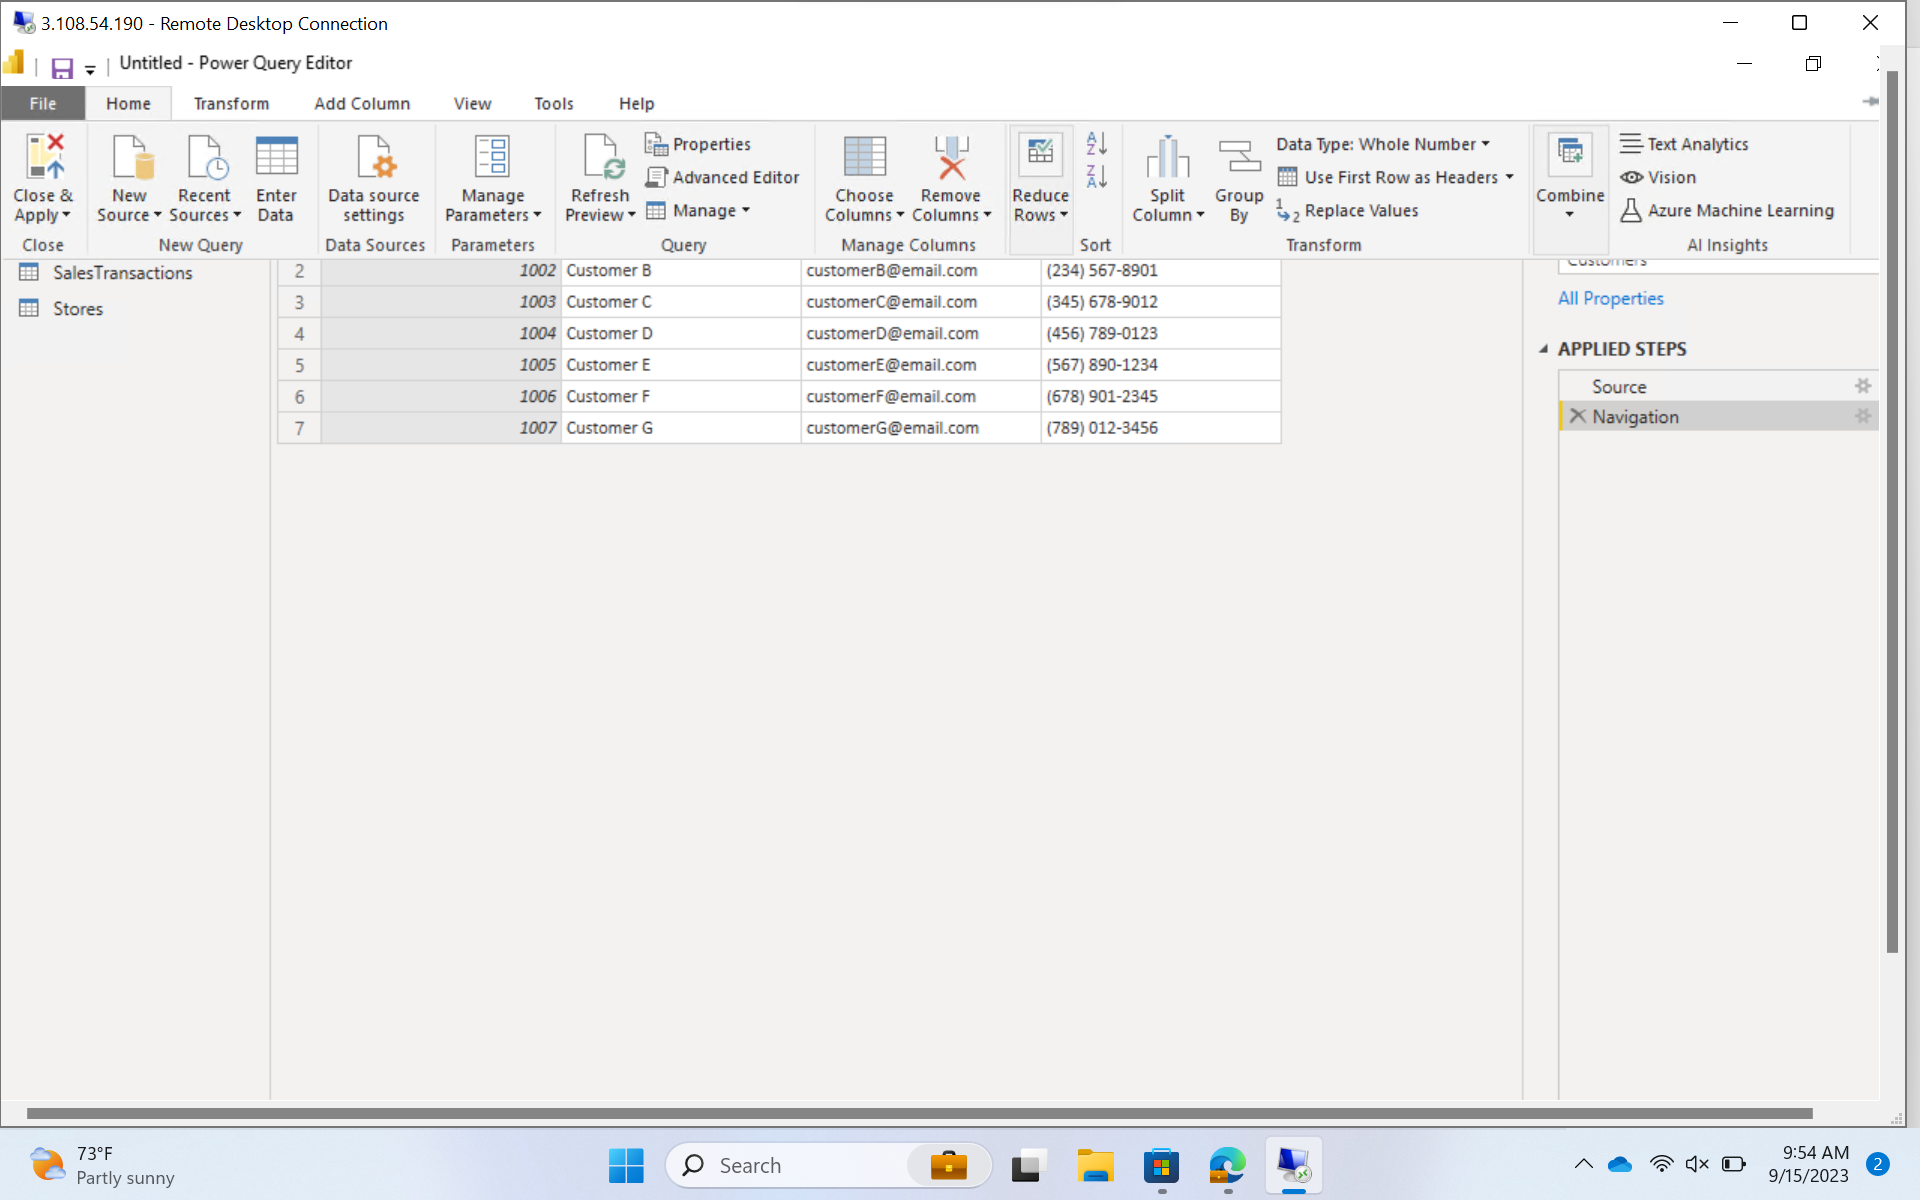 3.108.54.190 - Remote Desktop Connection
Untitled - Power Query Editor
File Home Transform Add Column View Tools Help
Close & Apply
Close
New Source
Recent Sources
Enter Data
New Query
Data source settings
Data Sources
Manage Parameters
Parameters
Refresh Preview
Properties
Advanced Editor
Manage
Query
Choose Columns
Remove Columns
Manage Columns
Reduce Rows
Sort
Split Column
Group By
Data Type: Whole Number
Use First Row as Headers
Replace Values
Transform
Combine
Text Analytics
Vision
Azure Machine Learning
AI Insights
SalesTransactions
Stores
2 1002 Customer B customerB@email.com (234) 567-8901
3 1003 Customer C customerC@email.com (345) 678-9012
4 1004 Customer D customerD@email.com (456) 789-0123
5 1005 Customer E customerE@email.com (567) 890-1234
6 1006 Customer F customerF@email.com (678) 901-2345
7 1007 Customer G customerG@email.com (789) 012-3456
Customers
All Properties
APPLIED STEPS
Source
Navigation
73°F
Partly sunny
Search
9:54 AM
9/15/2023
2